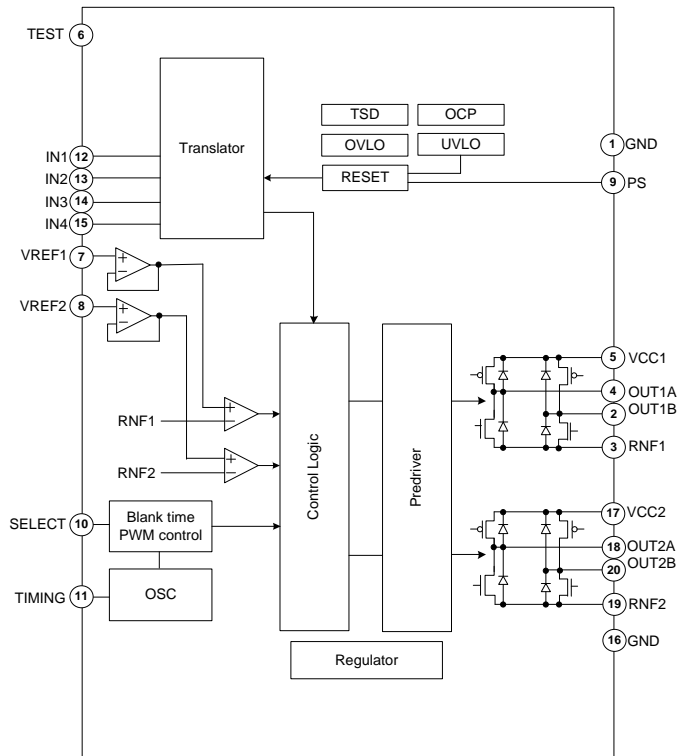 TEST 6
TSD
OCP
Translator
OVLO
UVLO
1 GND
IN1 12
IN2 13
RESET
9 PS
IN3 14
IN4 15
VREF1 7
+
−
VREF2 8
+
−
5 VCC1
4 OUT1A
2 OUT1B
+
−
RNF1
3 RNF1
+
−
RNF2
Control Logic
Predriver
SELECT 10
Blank time
PWM control
17 VCC2
18 OUT2A
20 OUT2B
TIMING 11
OSC
19 RNF2
16 GND
Regulator